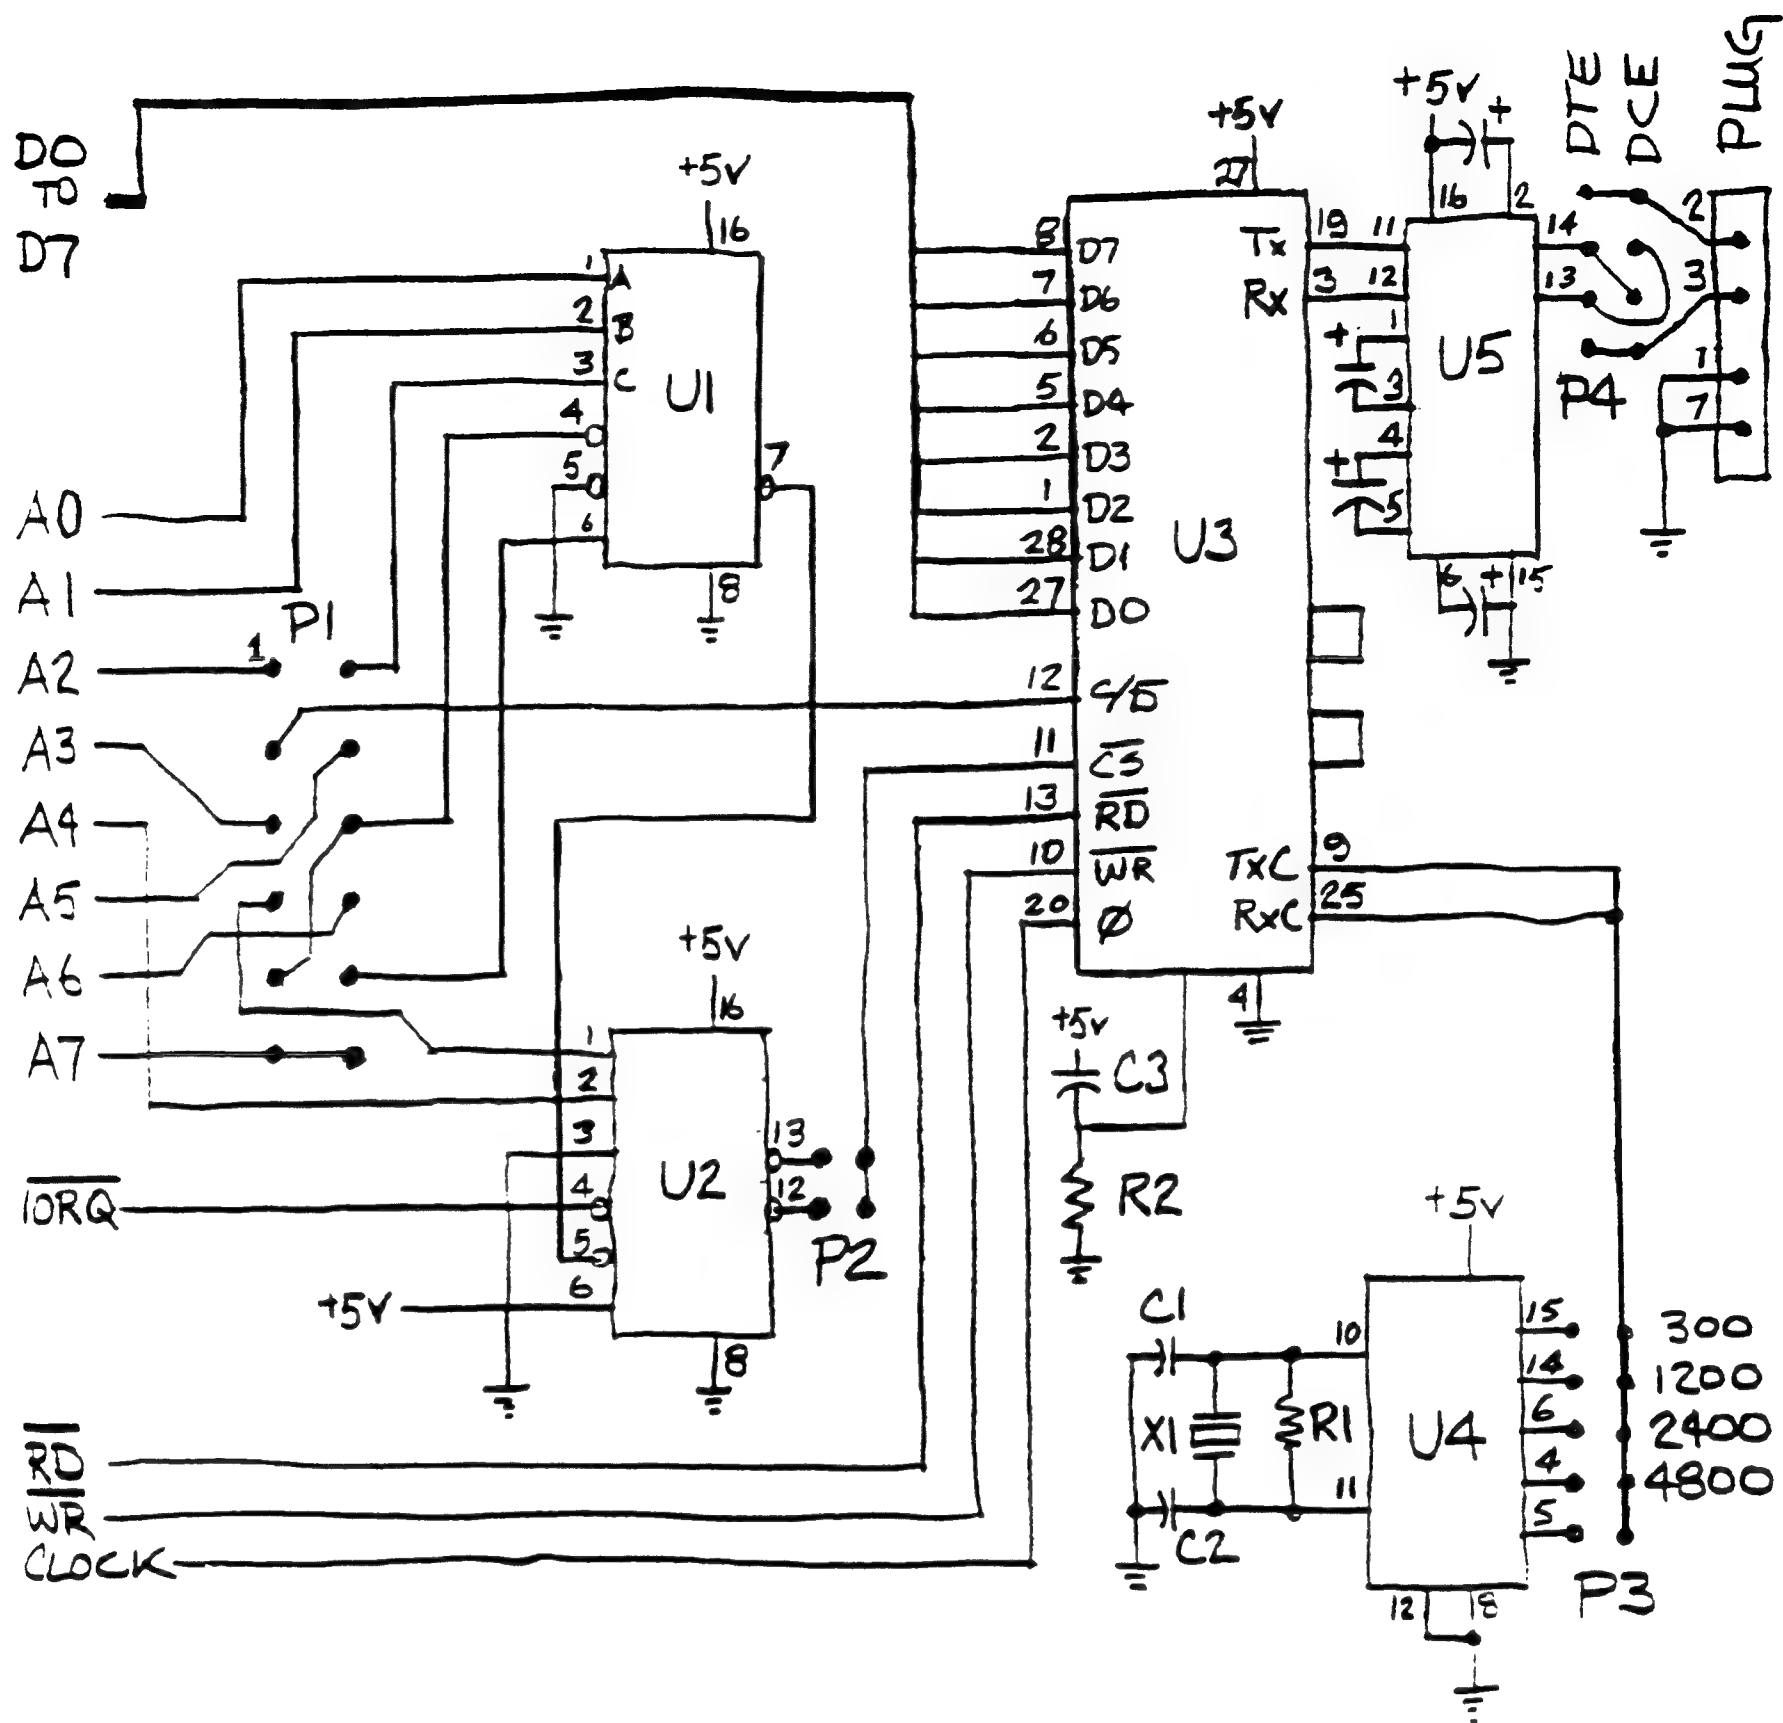 D0
TO
D7
A0
A1
A2
A3
A4
A5
A6
A7
I̅O̅R̅Q̅
+5V
R̅D̅
W̅R̅
CLOCK
P1
1
+5V
16
1 A
2 B
3 C
4
5
6
U1
7
8
+5V
16
1
2
3
4
5
6
U2
13
12
8
P2
+5V
27
8 D7
7 D6
6 D5
5 D4
2 D3
1 D2
28 D1
27 D0
12 C/D̅
11 C̅S̅
13 R̅D̅
10 W̅R̅
20 Ø
U3
Tx 19
Rx 3
TxC 9
RxC 25
4
+5V
C3
R2
+5V
+
16
2
11
12
+
1
3
+
4
5
U5
14
13
6
+
15
DTE
DCE
P4
PLUG
2
3
1
7
C1
X1
R1
C2
+5V
10
11
U4
15 300
14 1200
6 2400
4 4800
5
12
8
P3